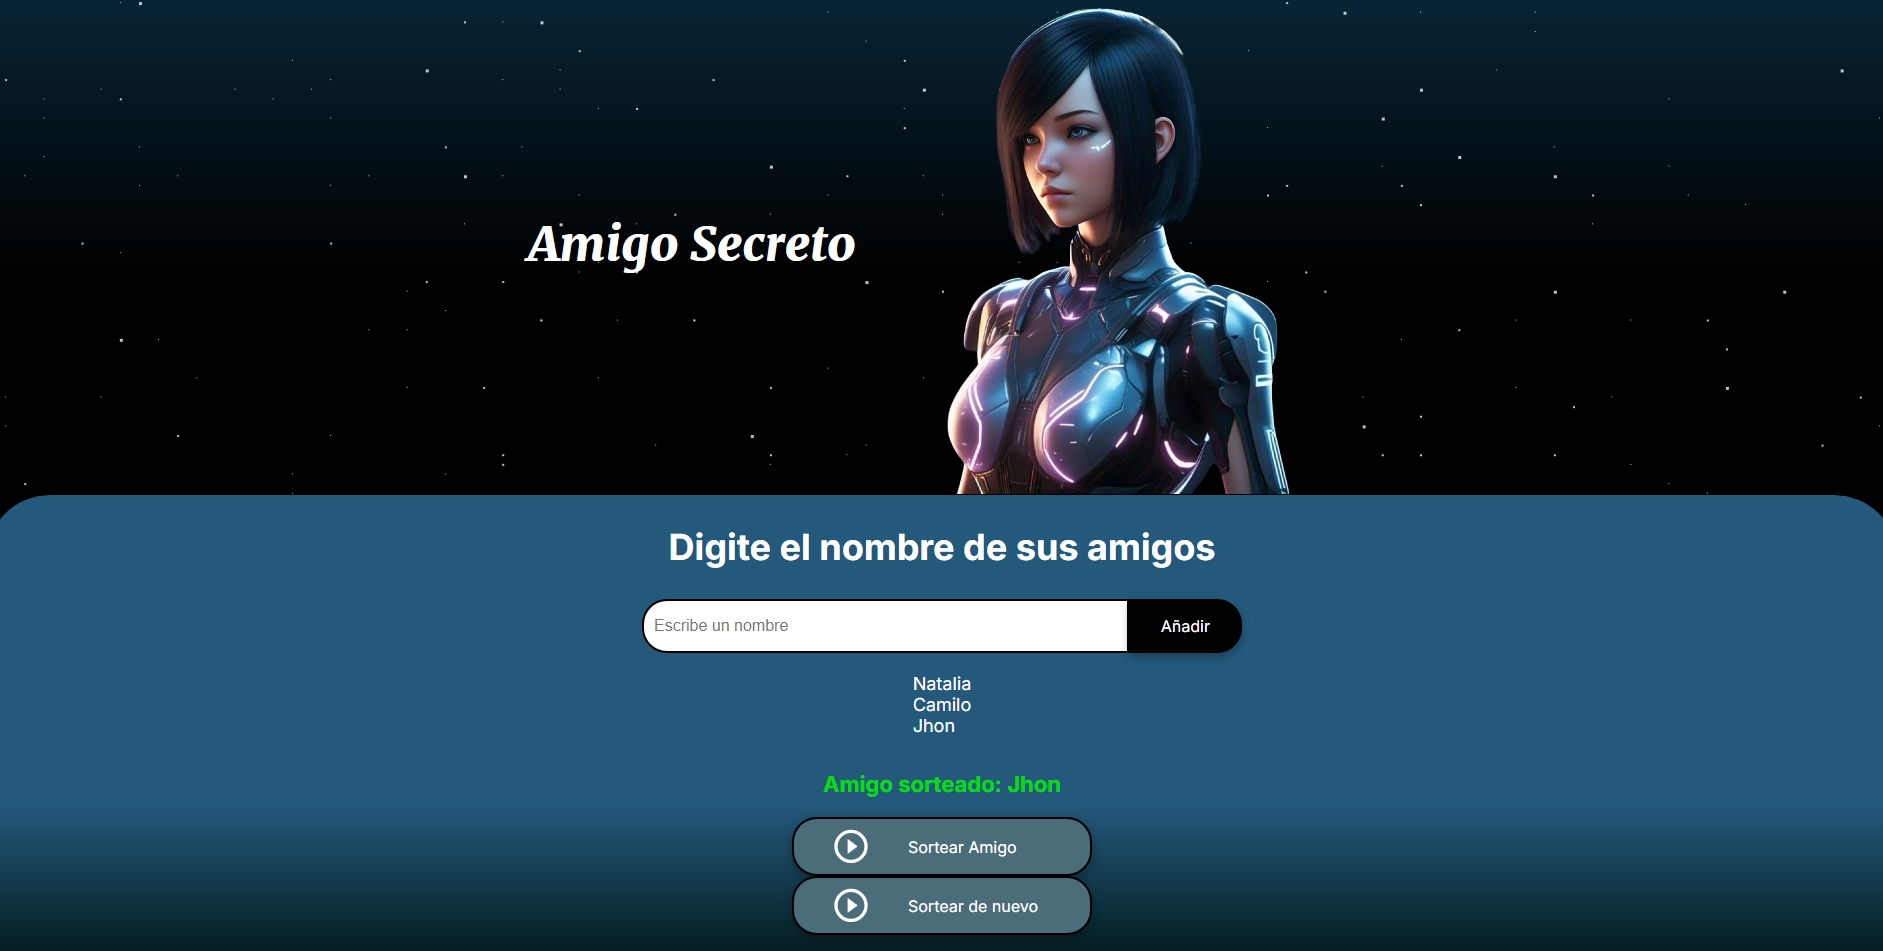 Amigo Secreto
Digite el nombre de sus amigos
Escribe un nombre
Añadir
Natalia
Camilo
Jhon
Amigo sorteado: Jhon
Sortear Amigo
Sortear de nuevo